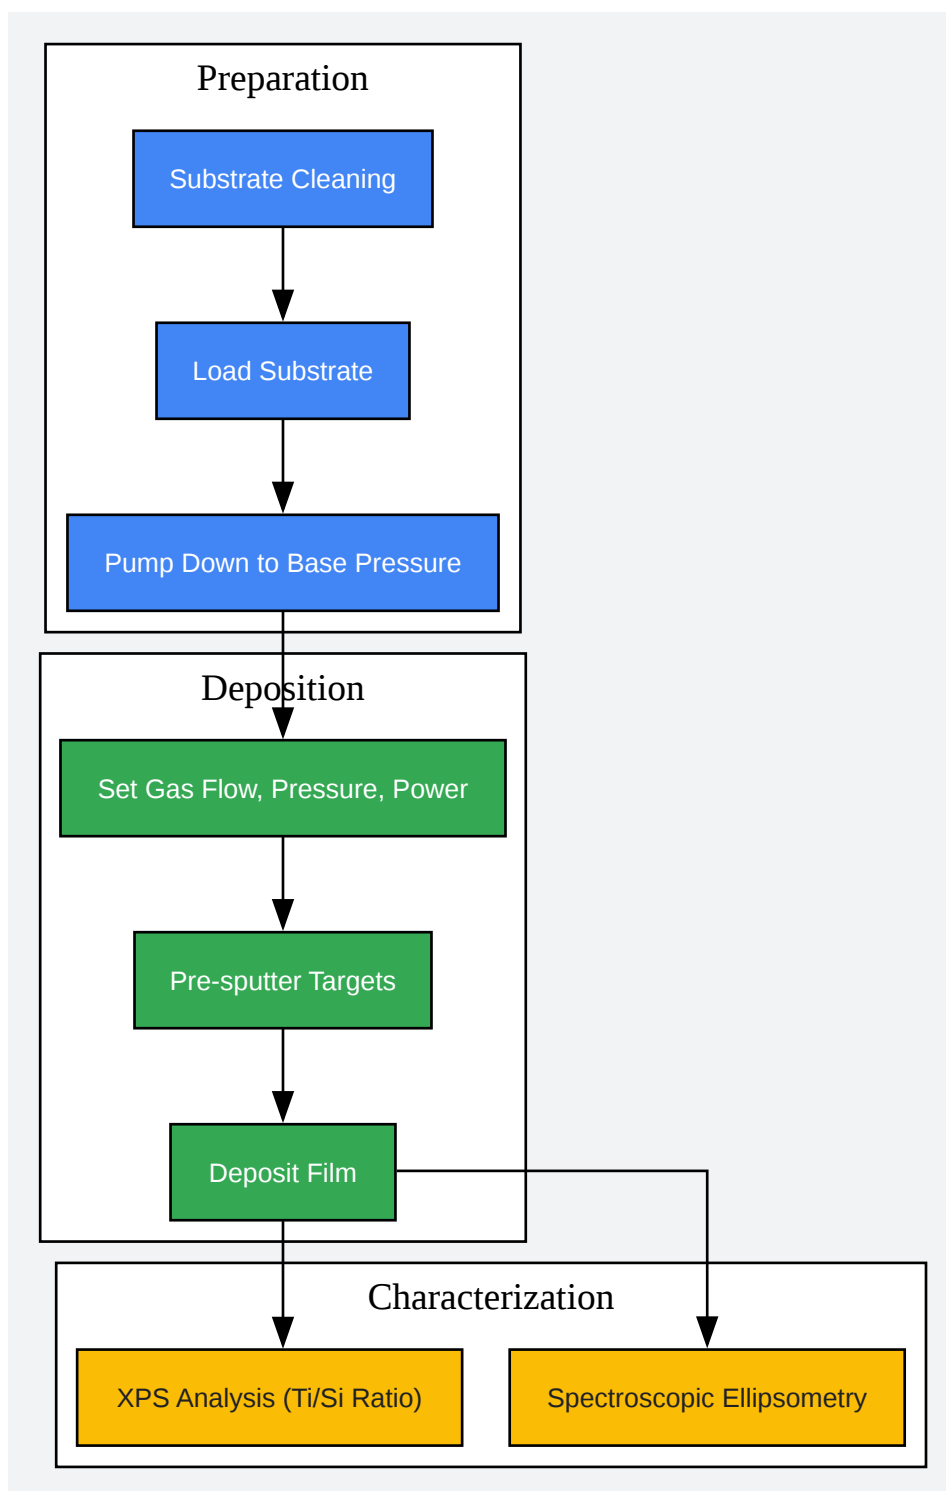 Preparation
Substrate Cleaning
Load Substrate
Pump Down to Base Pressure
Deposition
Set Gas Flow, Pressure, Power
Pre-sputter Targets
Deposit Film
Characterization
XPS Analysis (Ti/Si Ratio)
Spectroscopic Ellipsometry